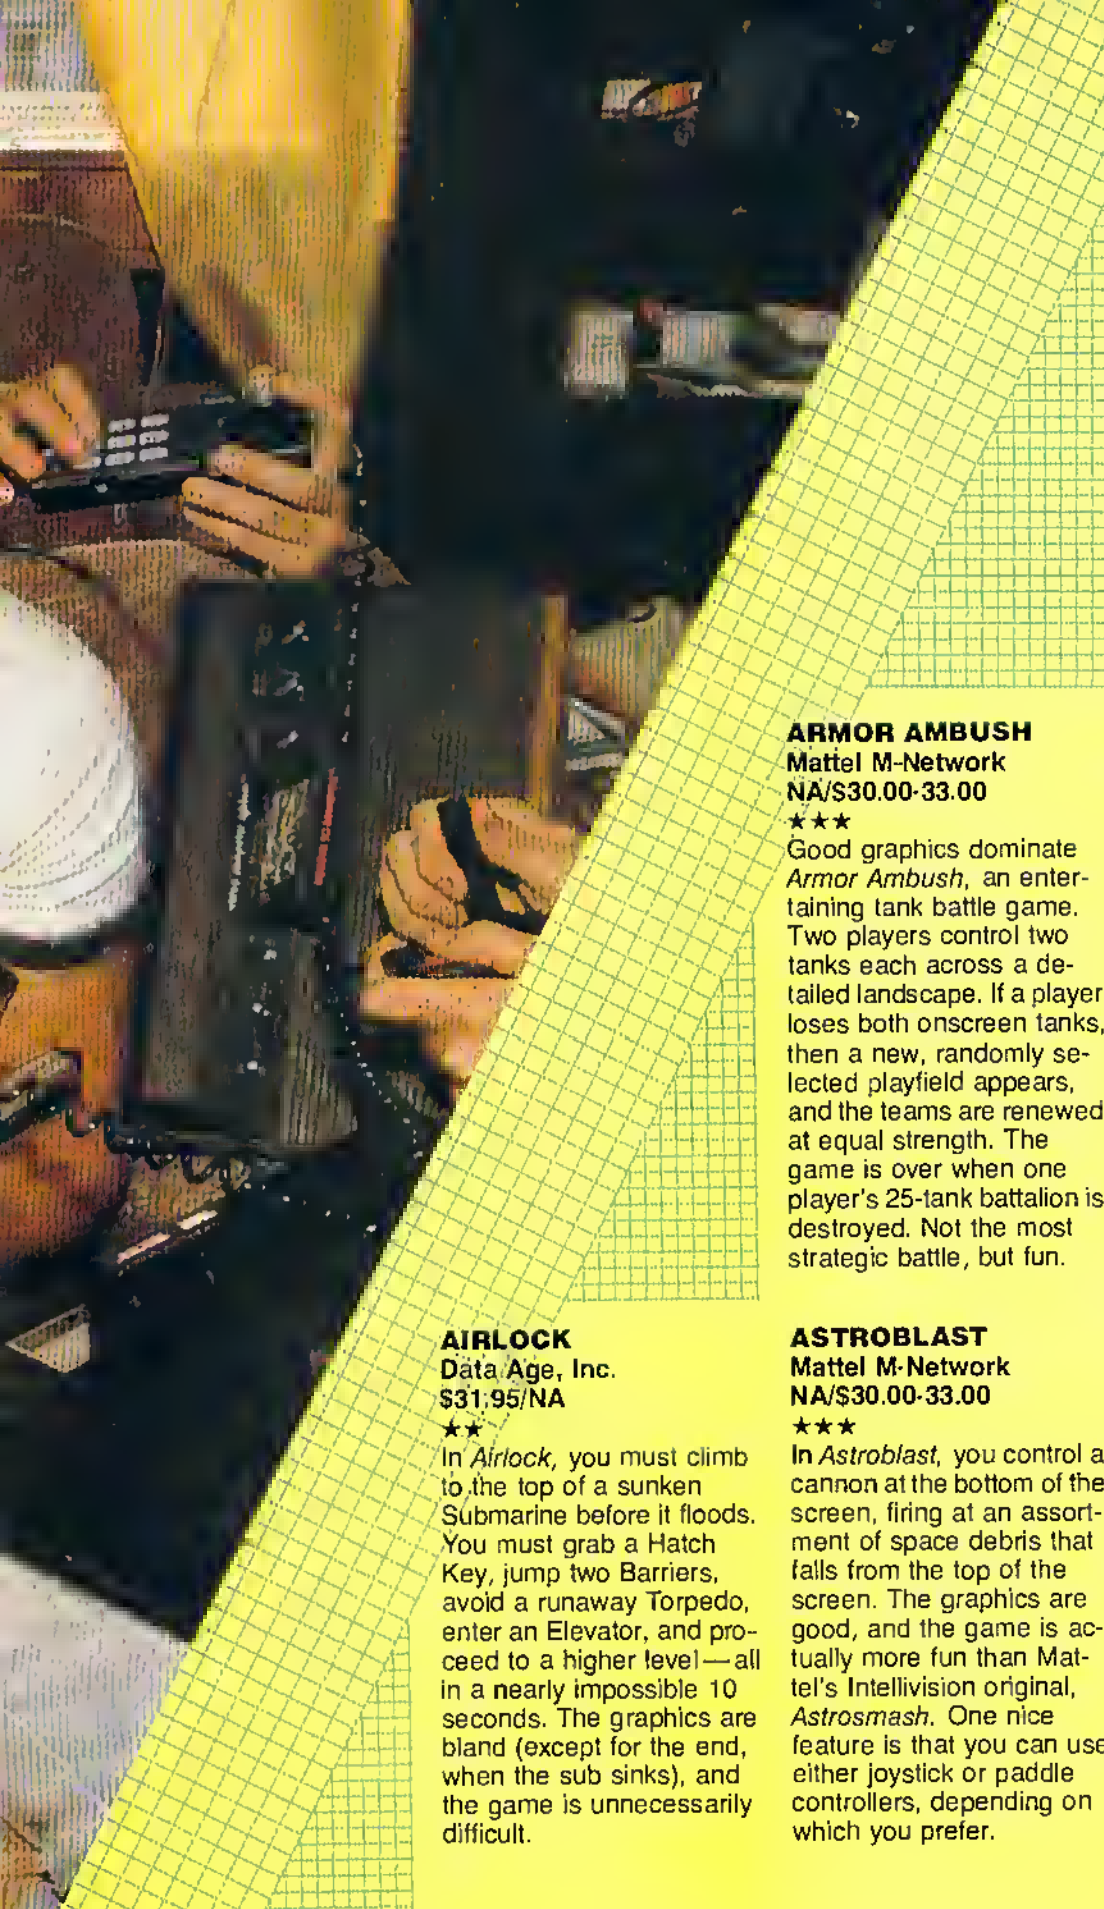 AIRLOCK
Data Age, Inc.
$31.95/NA
★★
In Airlock, you must climb
to the top of a sunken
Submarine before it floods.
You must grab a Hatch
Key, jump two Barriers,
avoid a runaway Torpedo,
enter an Elevator, and pro-
ceed to a higher level—all
in a nearly impossible 10
seconds. The graphics are
bland (except for the end,
when the sub sinks), and
the game is unnecessarily
difficult.
ARMOR AMBUSH
Mattel M-Network
NA/$30.00-33.00
★★★
Good graphics dominate
Armor Ambush, an enter-
taining tank battle game.
Two players control two
tanks each across a de-
tailed landscape. If a player
loses both onscreen tanks,
then a new, randomly se-
lected playfield appears,
and the teams are renewed
at equal strength. The
game is over when one
player's 25-tank battalion is
destroyed. Not the most
strategic battle, but fun.
ASTROBLAST
Mattel M-Network
NA/$30.00-33.00
★★★
In Astroblast, you control a
cannon at the bottom of the
screen, firing at an assort-
ment of space debris that
falls from the top of the
screen. The graphics are
good, and the game is ac-
tually more fun than Mat-
tel's Intellivision original,
Astrosmash. One nice
feature is that you can use
either joystick or paddle
controllers, depending on
which you prefer.